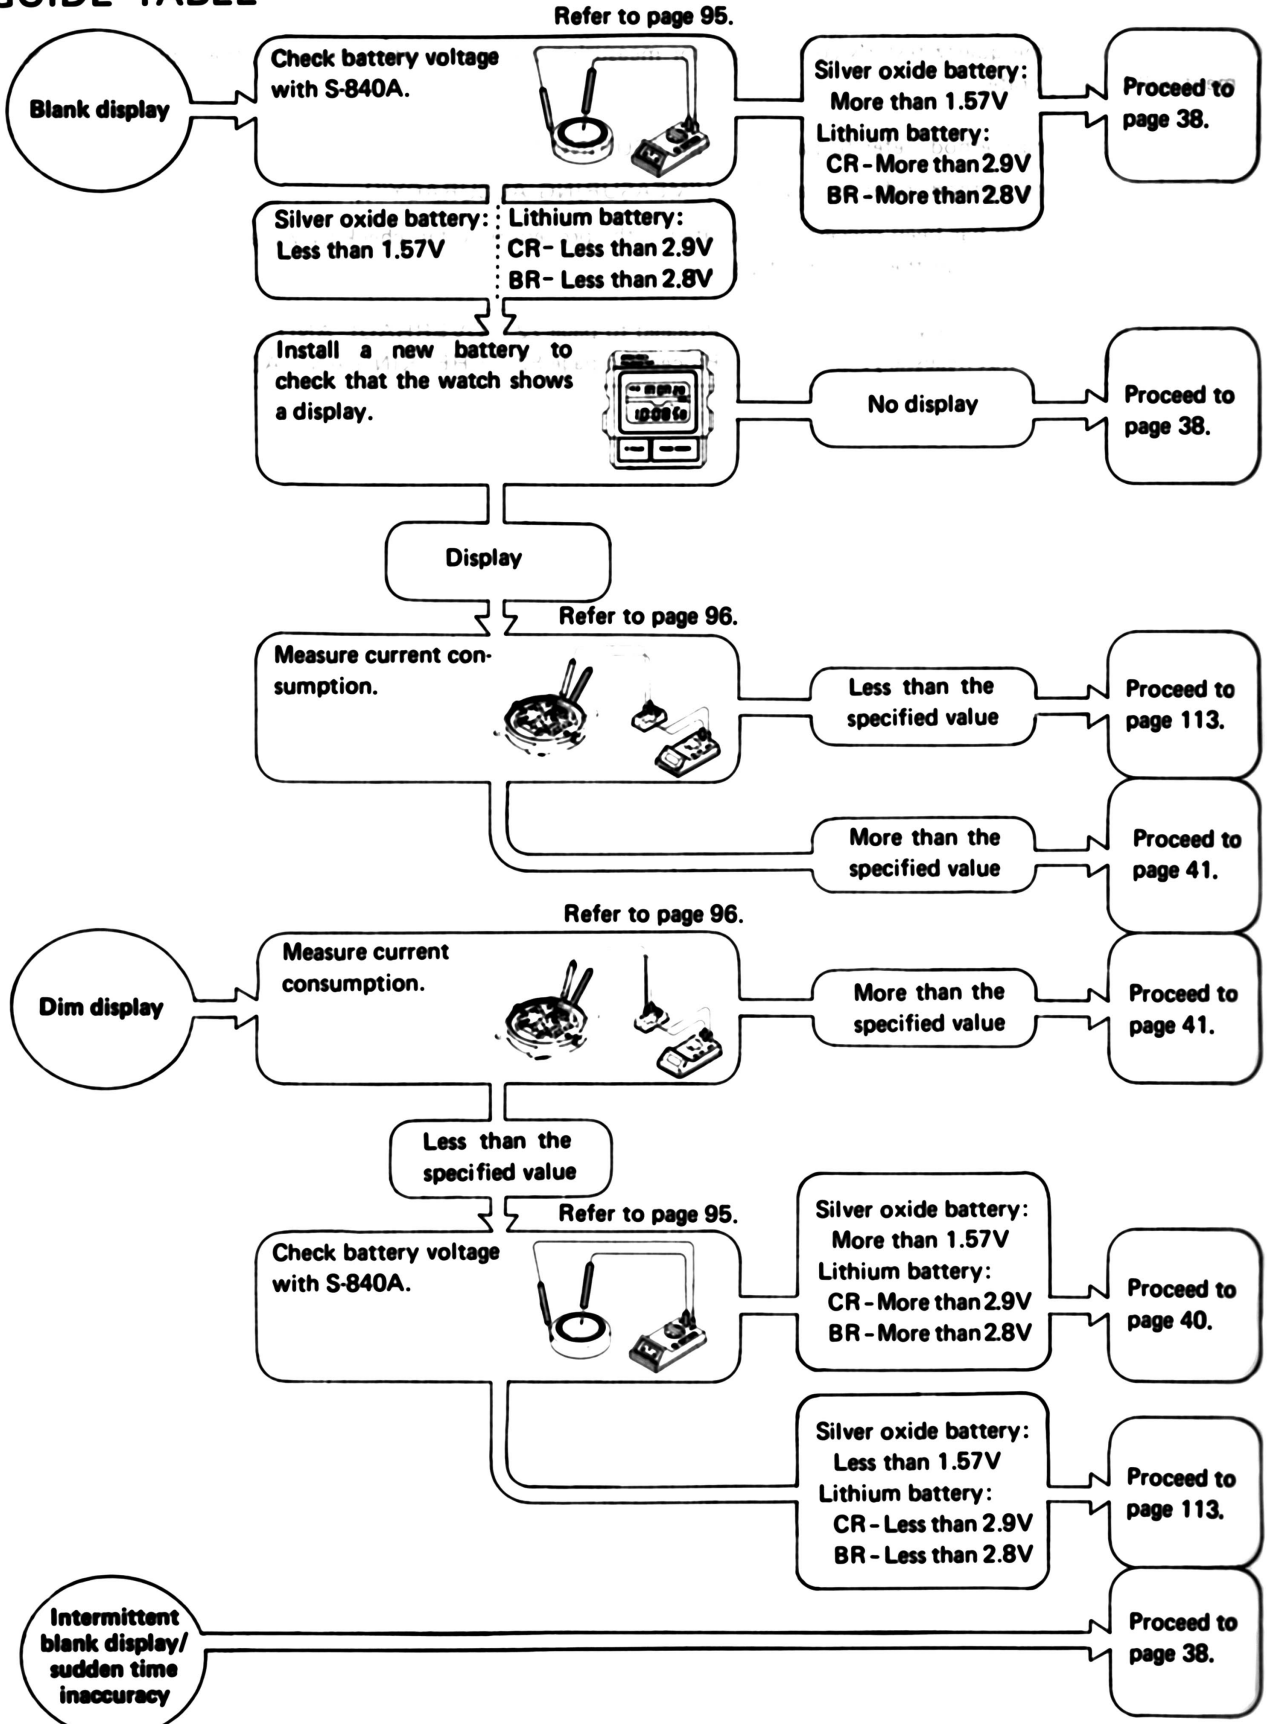 GUIDE TABLE
Refer to page 95.
Blank display
Check battery voltage
with S-840A.
Silver oxide battery:
More than 1.57V
Lithium battery:
CR - More than 2.9V
BR - More than 2.8V
Proceed to
page 38.
Silver oxide battery:
Less than 1.57V
Lithium battery:
CR- Less than 2.9V
BR- Less than 2.8V
Install a new battery to
check that the watch shows
a display.
No display
Proceed to
page 38.
Display
Refer to page 96.
Measure current con-
sumption.
Less than the
specified value
Proceed to
page 113.
More than the
specified value
Proceed to
page 41.
Refer to page 96.
Dim display
Measure current
consumption.
More than the
specified value
Proceed to
page 41.
Less than the
specified value
Refer to page 95.
Check battery voltage
with S-840A.
Silver oxide battery:
More than 1.57V
Lithium battery:
CR - More than 2.9V
BR - More than 2.8V
Proceed to
page 40.
Silver oxide battery:
Less than 1.57V
Lithium battery:
CR - Less than 2.9V
BR - Less than 2.8V
Proceed to
page 113.
Intermittent
blank display/
sudden time
inaccuracy
Proceed to
page 38.